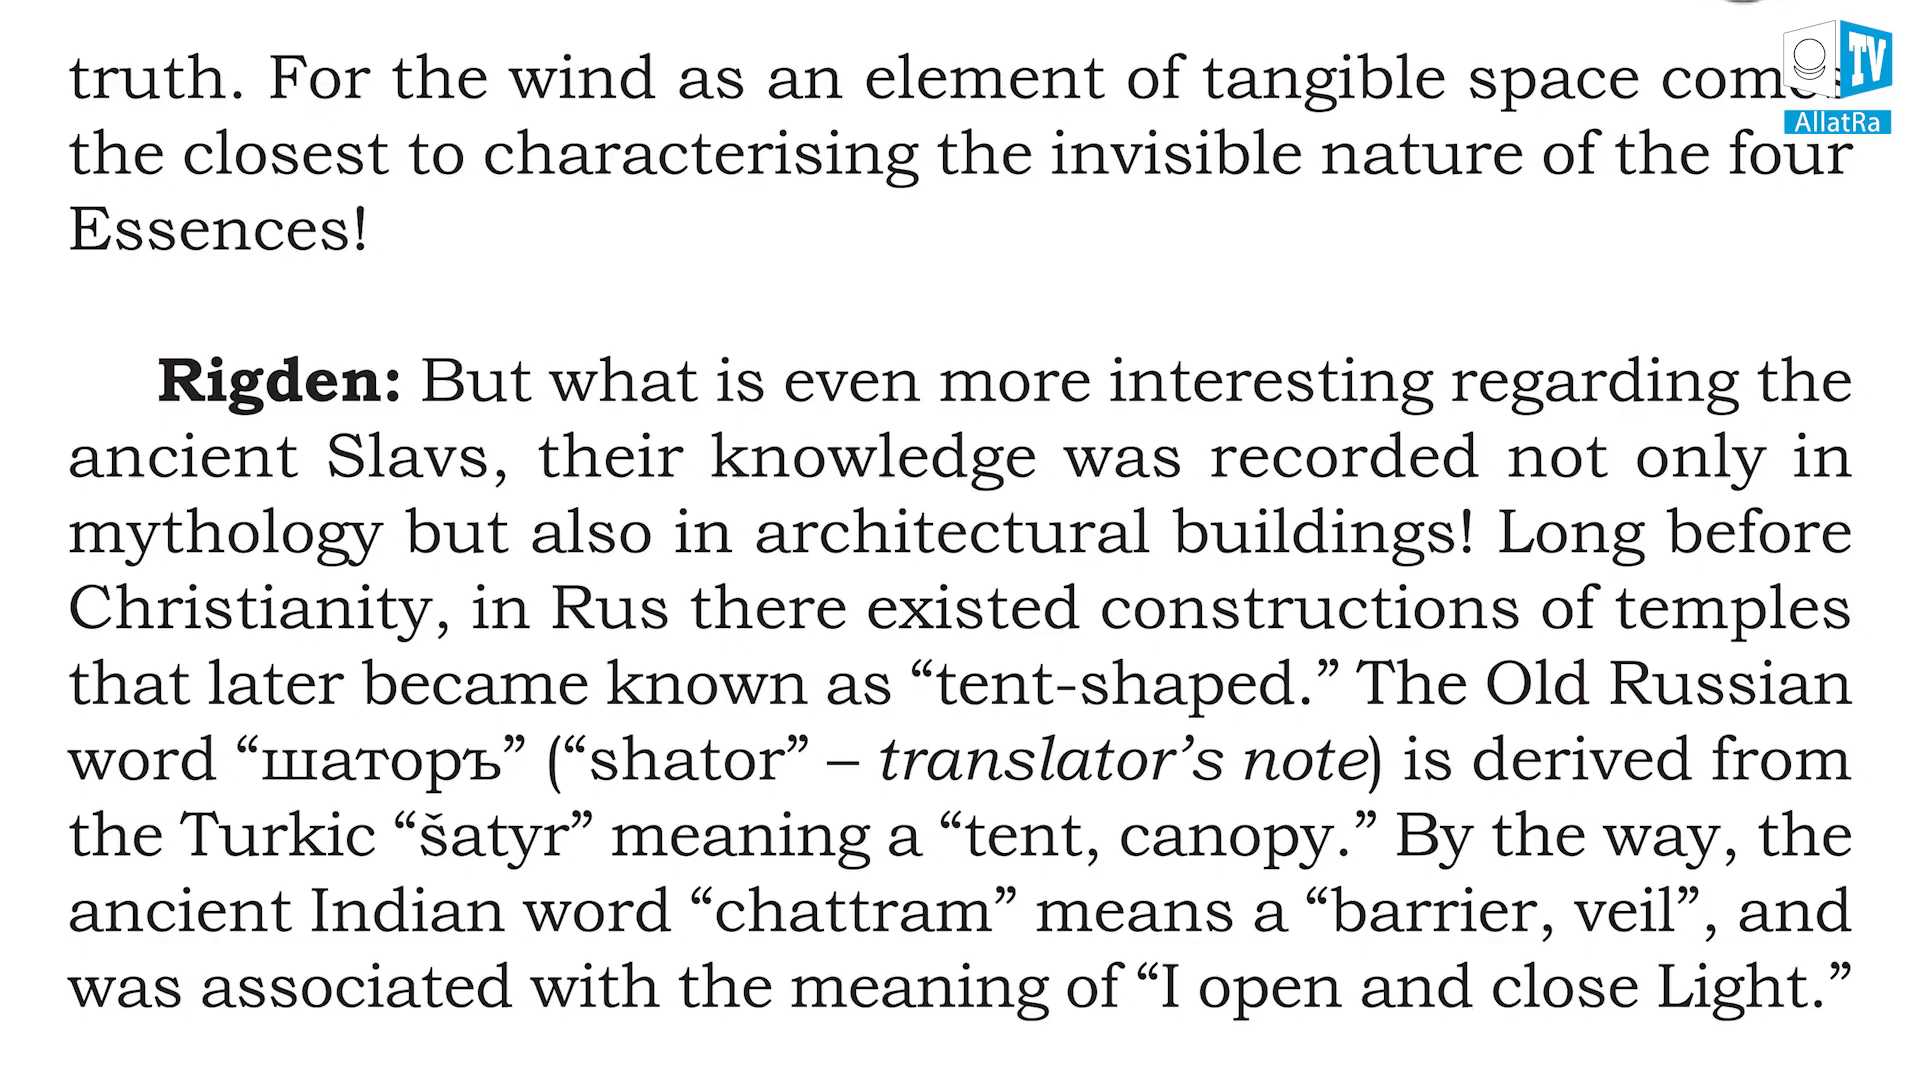 truth. For the wind as an element of tangible space comes
the closest to characterising the invisible nature of the four
Essences!
Rigden: But what is even more interesting regarding the
ancient Slavs, their knowledge was recorded not only in
mythology but also in architectural buildings! Long before
Christianity, in Rus there existed constructions of temples
that later became known as “tent-shaped.” The Old Russian
word “шаторъ” (“shator” – translator’s note) is derived from
the Turkic “šatyr” meaning a “tent, canopy.” By the way, the
ancient Indian word “chattram” means a “barrier, veil”, and
was associated with the meaning of “I open and close Light.”
TV
AllatRa